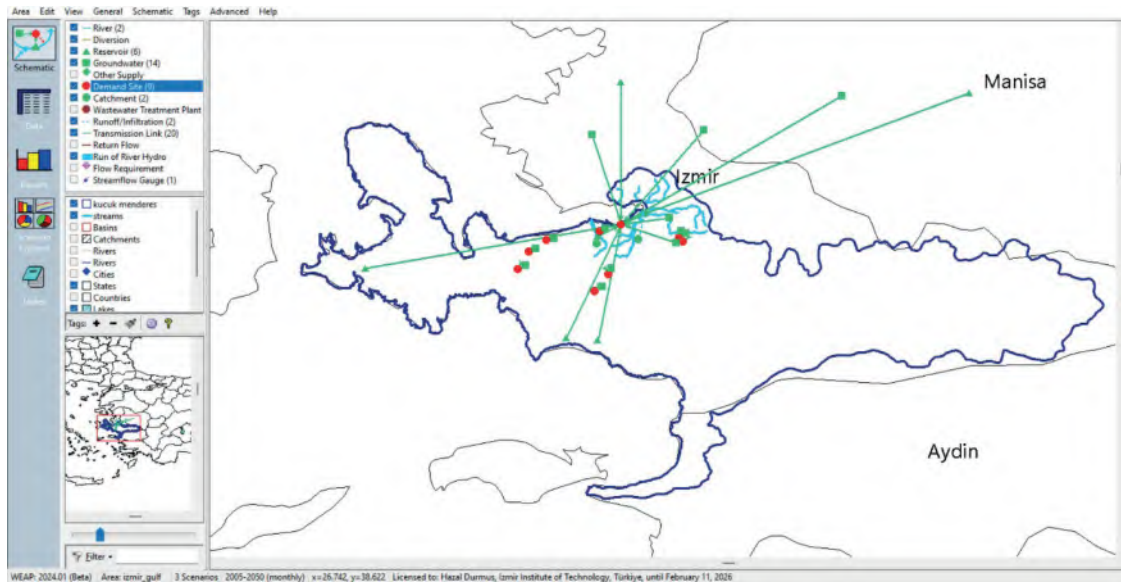 Area Edit View General Schematic Tags Advanced Help
Schematic
Data
Results
Scenario
Explorer
Notes
River (2)
Diversion
Reservoir (6)
Groundwater (14)
Other Supply
Demand Site (9)
Catchment (2)
Wastewater Treatment Plant
Runoff/Infiltration (2)
Transmission Link (20)
Return Flow
Run of River Hydro
Flow Requirement
Streamflow Gauge (1)
kucuk menderes
streams
Basins
Catchments
Rivers
Rivers
Cities
States
Countries
Lakes
Tags:
Filter
Manisa
Izmir
Aydin
WEAP: 2024.01 (Beta) Area: izmir_gulf 3 Scenarios 2005-2050 (monthly) x=26.742, y=38.622 Licensed to: Hazal Durmus, Izmir Institute of Technology, Türkiye, until February 11, 2026